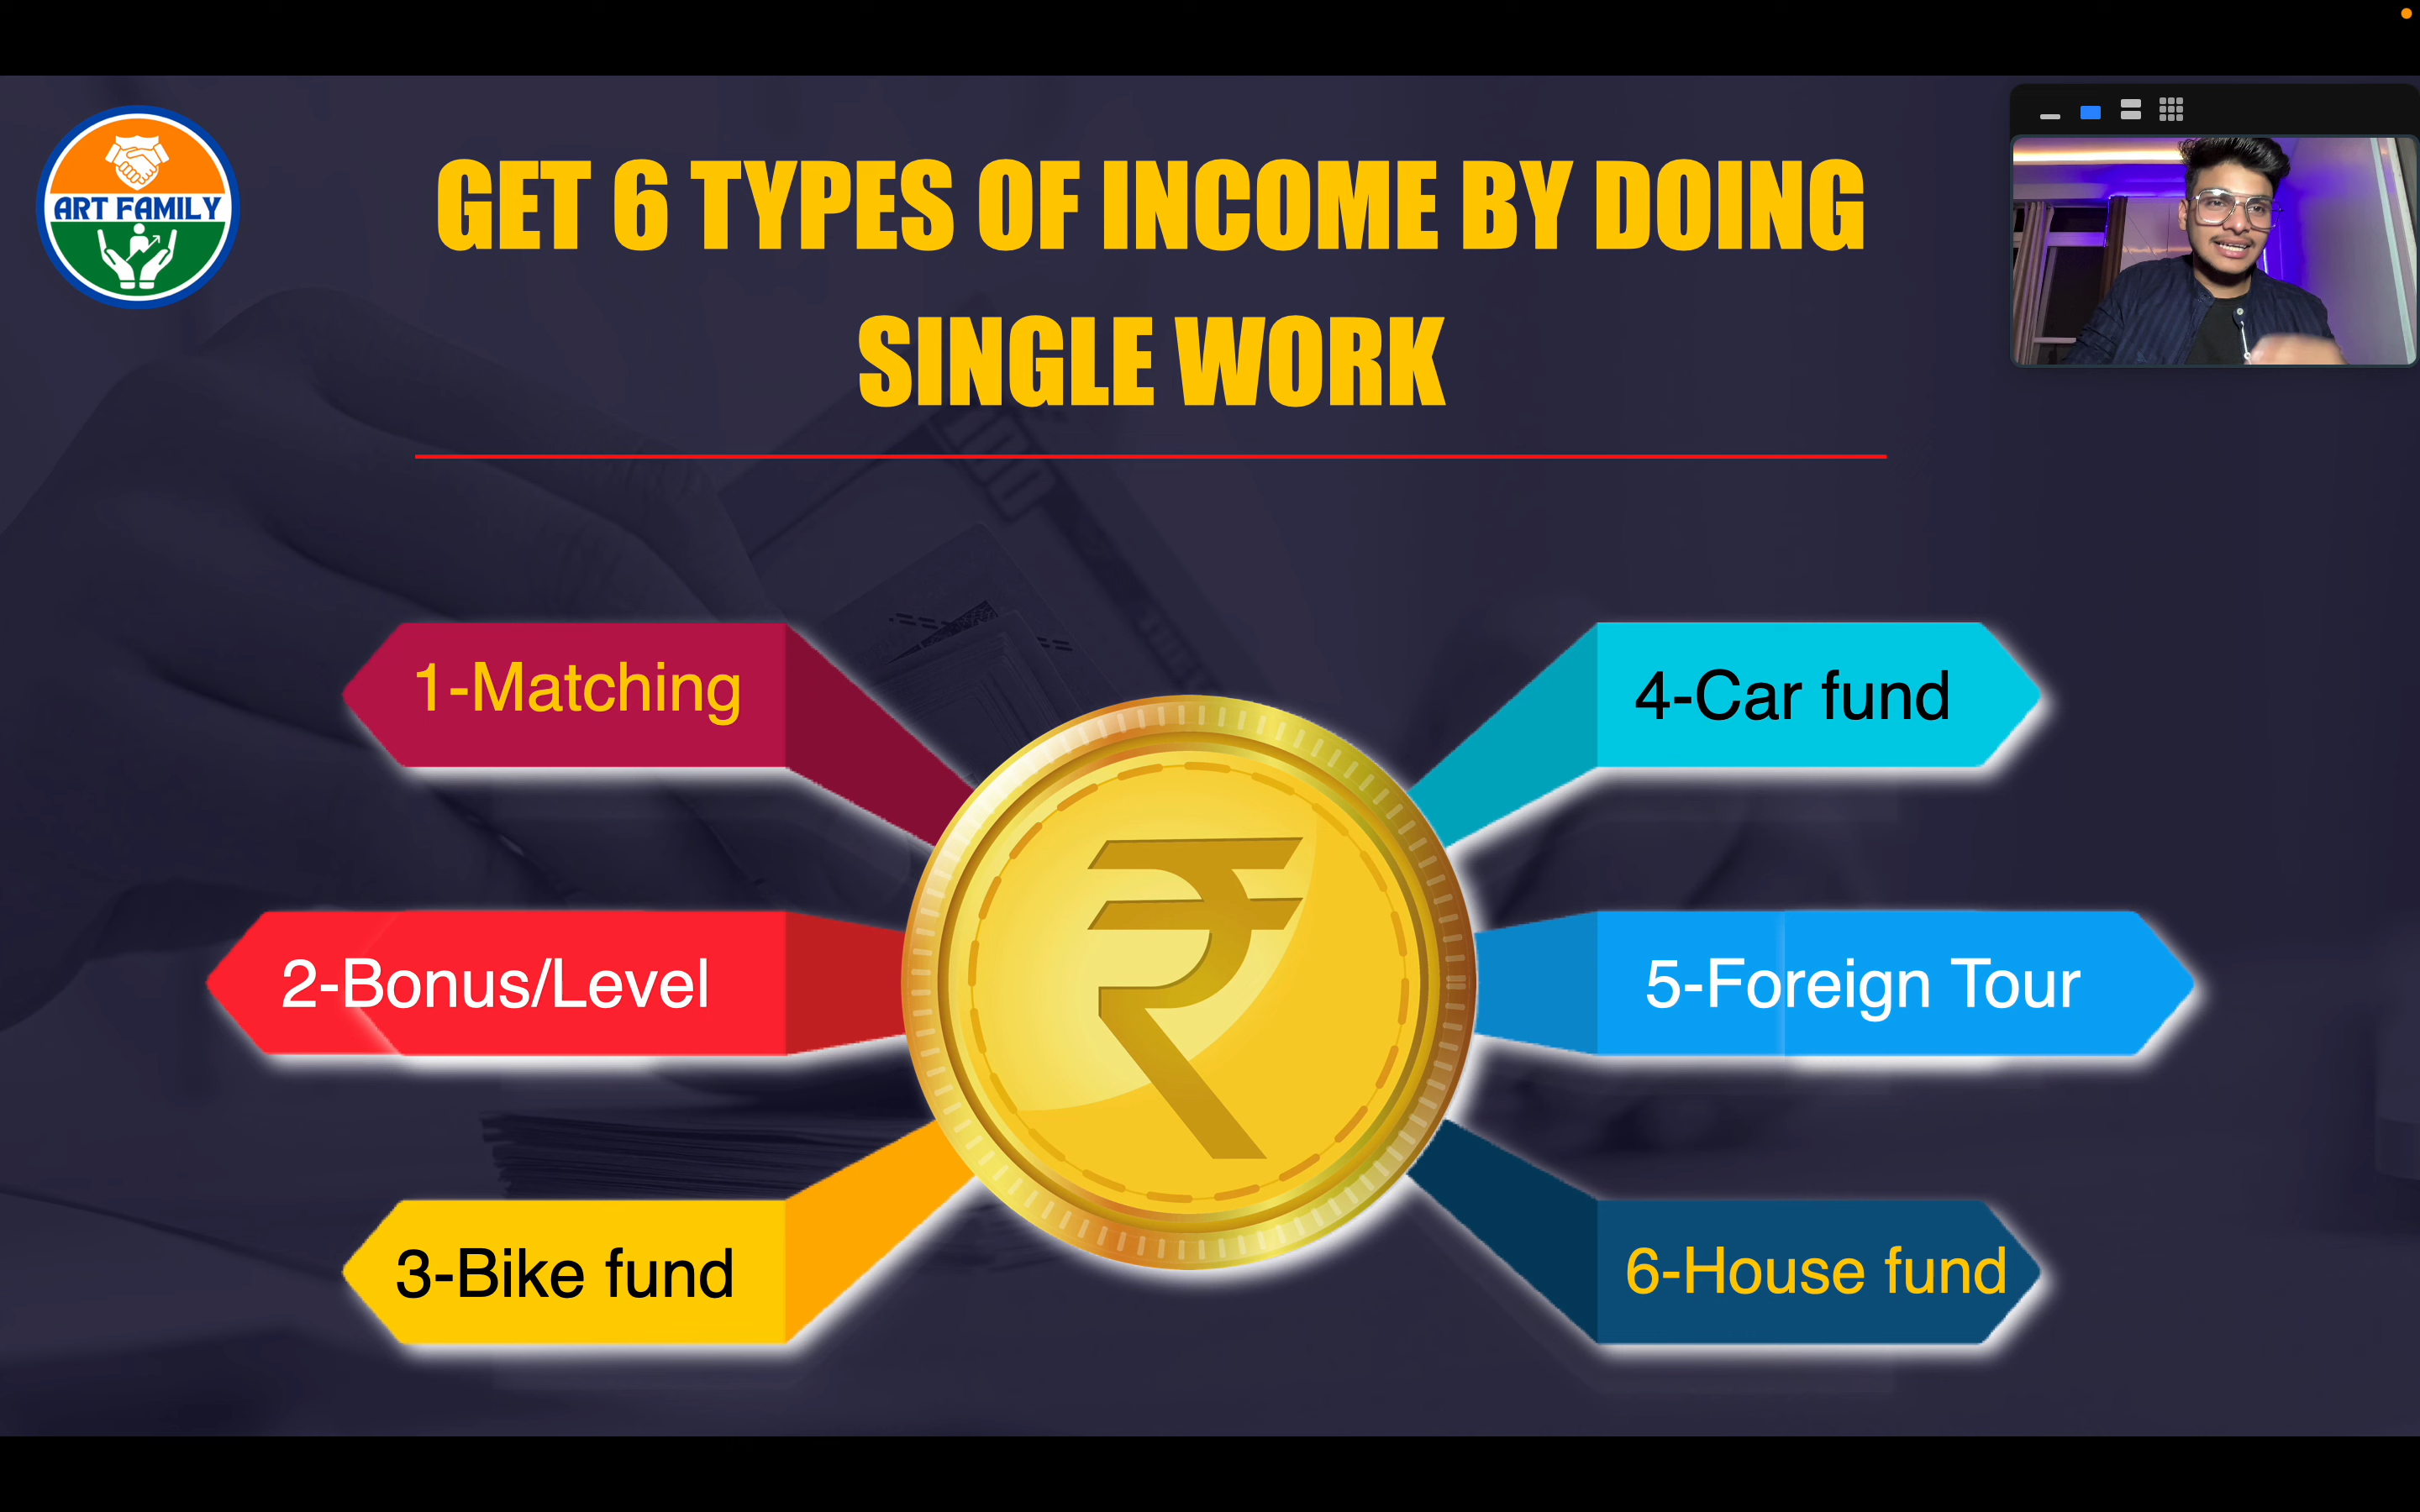 ART FAMILY
GET 6 TYPES OF INCOME BY DOING
SINGLE WORK
1-Matching
2-Bonus/Level
3-Bike fund
4-Car fund
5-Foreign Tour
6-House fund
₹